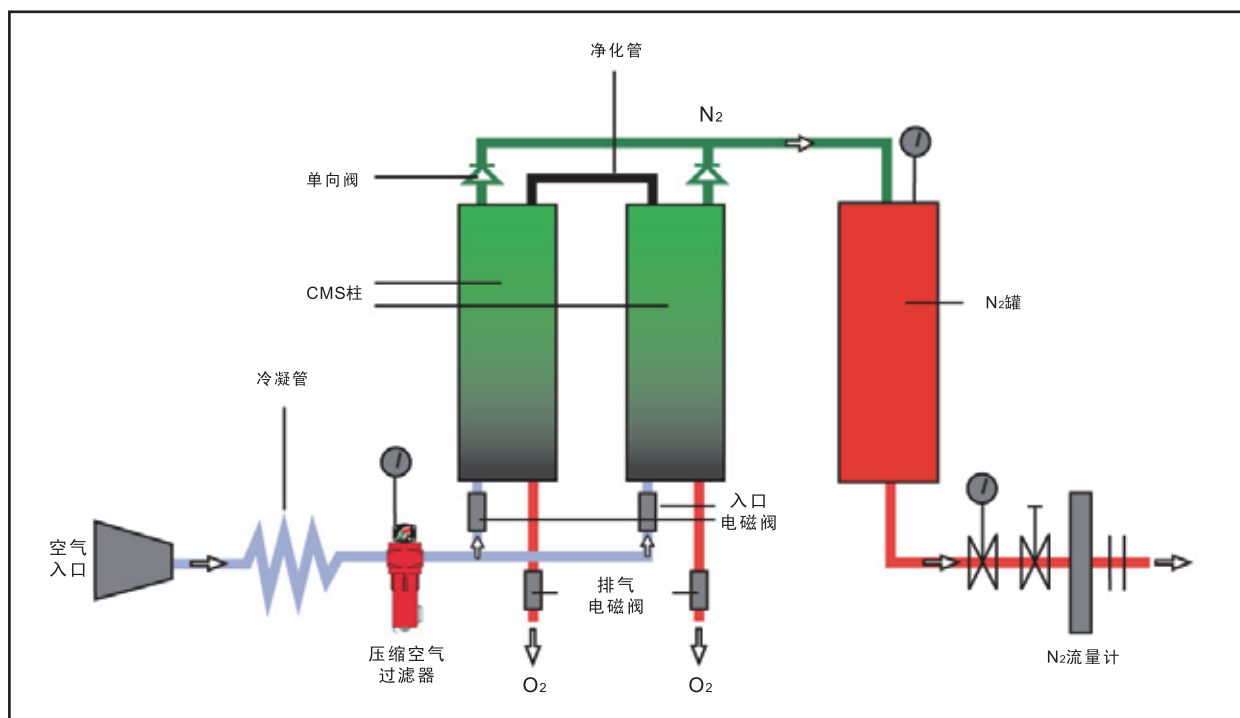 净化管
N2
单向阀
CMS柱
N2罐
冷凝管
入口
电磁阀
空气
入口
排气
电磁阀
压缩空气
过滤器
O2
O2
N2流量计